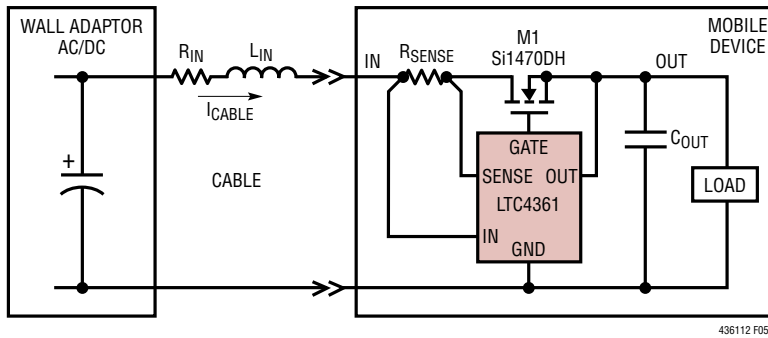 WALL ADAPTOR
AC/DC
+
R_IN
L_IN
I_CABLE
CABLE
IN
R_SENSE
M1
Si1470DH
OUT
MOBILE
DEVICE
GATE
SENSE OUT
LTC4361
IN
GND
C_OUT
LOAD
436112 F05